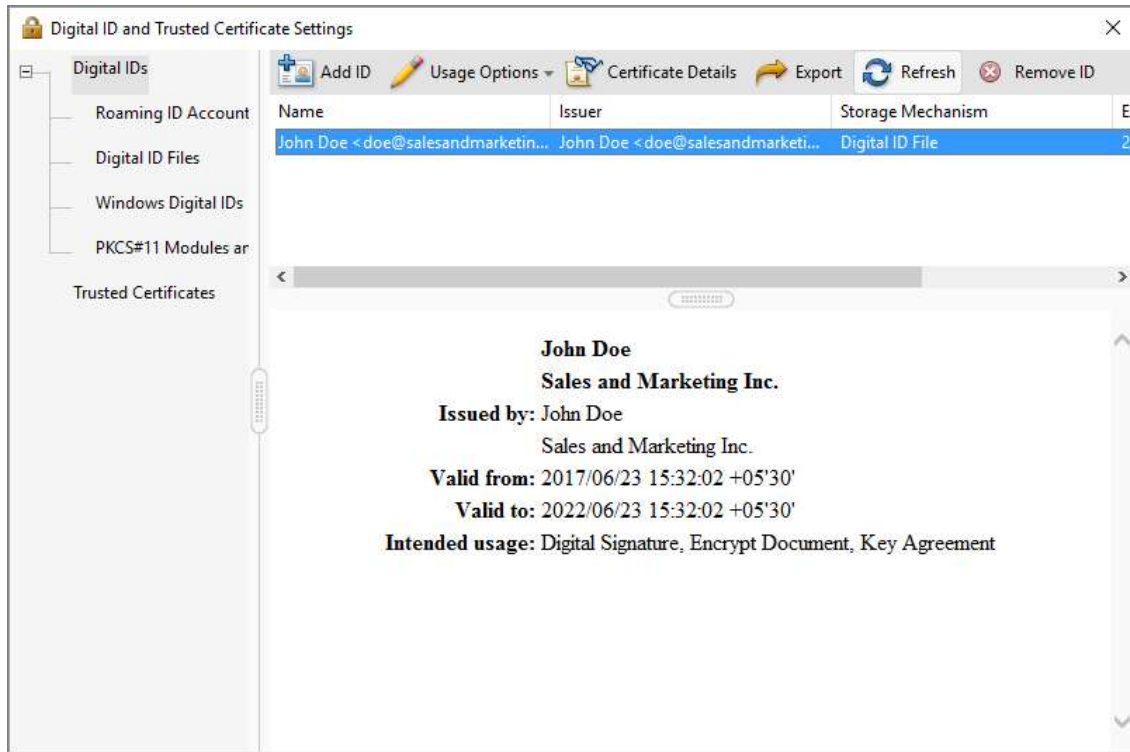 Digital ID and Trusted Certificate Settings
Digital IDs
Roaming ID Account
Digital ID Files
Windows Digital IDs
PKCS#11 Modules ar
Trusted Certificates
Add ID Usage Options Certificate Details Export Refresh Remove ID
Name Issuer Storage Mechanism E
John Doe <doe@salesandmarketin... John Doe <doe@salesandmarketi... Digital ID File 2
John Doe
Sales and Marketing Inc.
Issued by: John Doe
Sales and Marketing Inc.
Valid from: 2017/06/23 15:32:02 +05'30'
Valid to: 2022/06/23 15:32:02 +05'30'
Intended usage: Digital Signature, Encrypt Document, Key Agreement